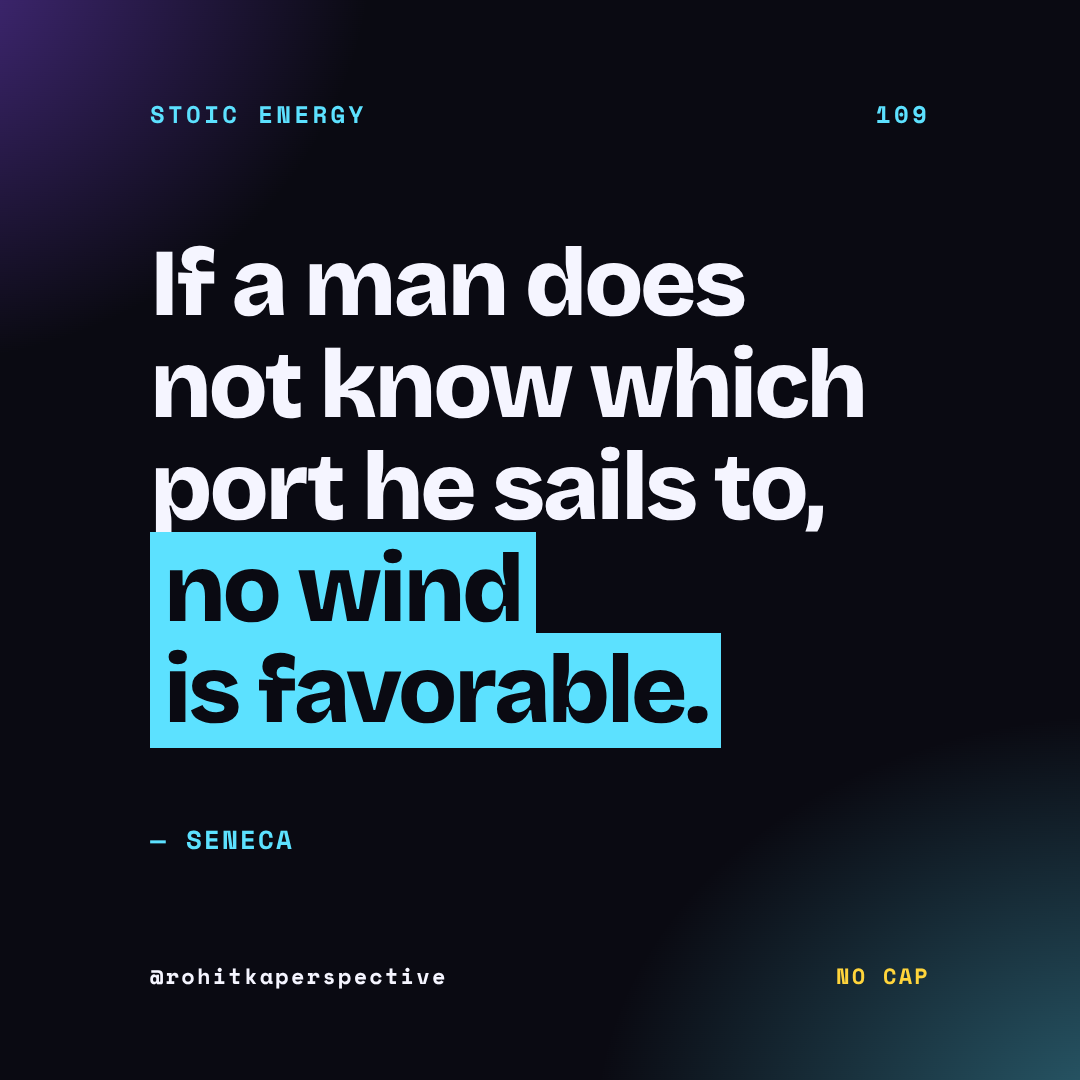 STOIC ENERGY
109
If a man does
not know which
port he sails to,
no wind
is favorable.
— SENECA
@rohitkaperspective
NO CAP